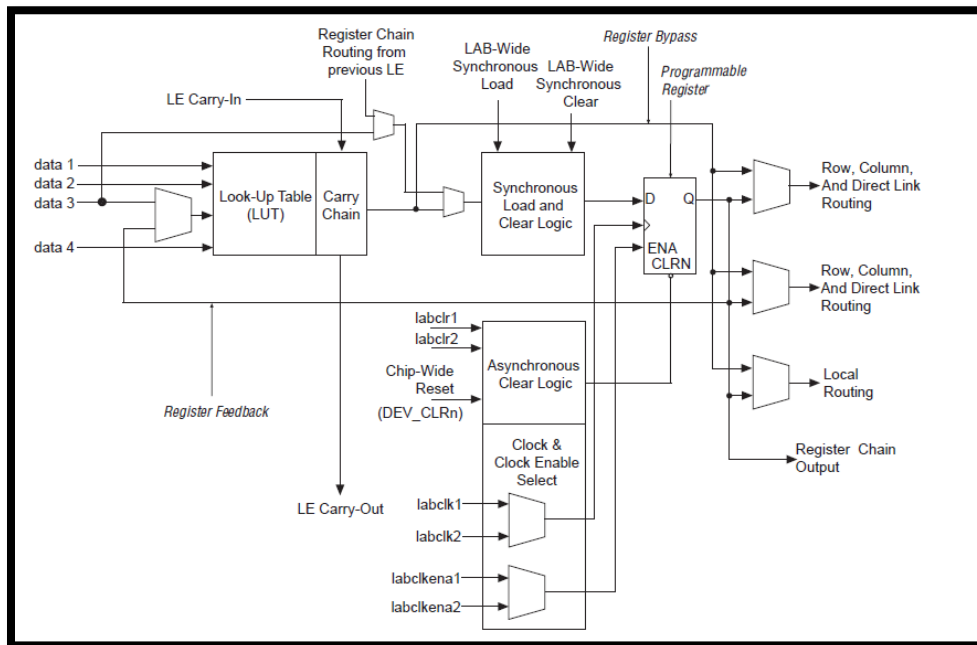 Register Chain
Routing from
previous LE
LAB-Wide
Synchronous
Load
LAB-Wide
Synchronous
Clear
Register Bypass
Programmable
Register
LE Carry-In
data 1
data 2
data 3
data 4
Look-Up Table
(LUT)
Carry
Chain
Synchronous
Load and
Clear Logic
D
Q
ENA
CLRN
Row, Column,
And Direct Link
Routing
Row, Column,
And Direct Link
Routing
Local
Routing
Register Chain
Output
labclr1
labclr2
Chip-Wide
Reset
(DEV_CLRn)
Asynchronous
Clear Logic
Register Feedback
Clock &
Clock Enable
Select
LE Carry-Out
labclk1
labclk2
labclkena1
labclkena2